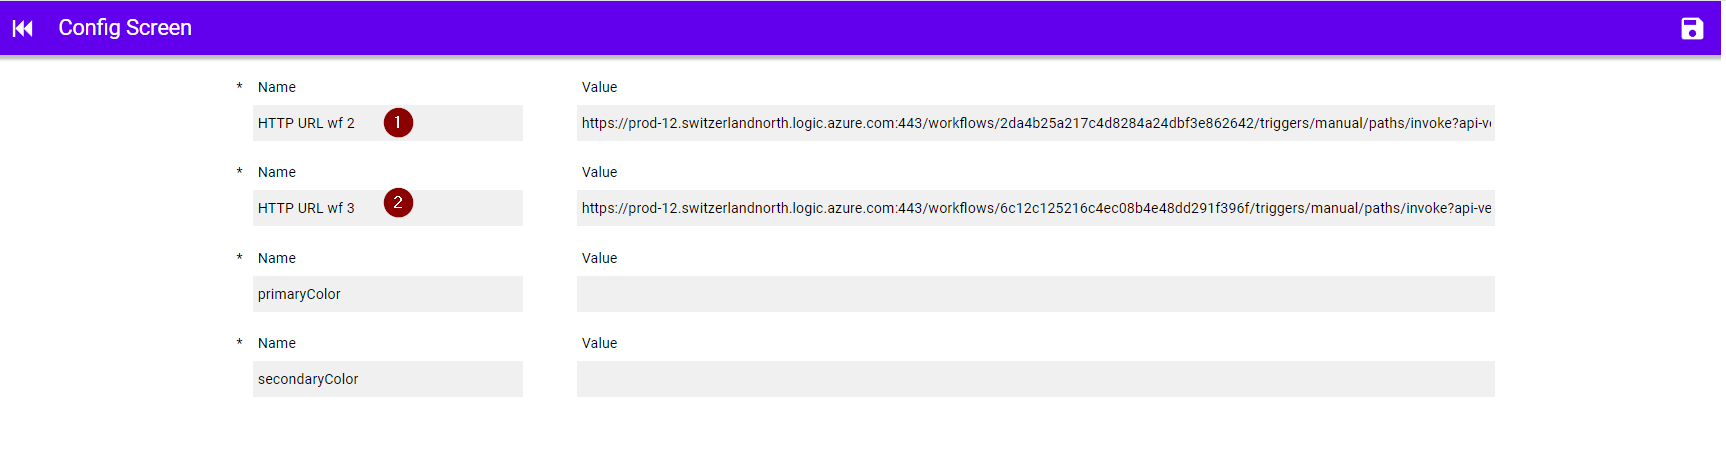 Config Screen
* Name Value
HTTP URL wf 2 1 https://prod-12.switzerlandnorth.logic.azure.com:443/workflows/2da4b25a217c4d8284a24dbf3e862642/triggers/manual/paths/invoke?api-v
* Name Value
HTTP URL wf 3 2 https://prod-12.switzerlandnorth.logic.azure.com:443/workflows/6c12c125216c4ec08b4e48dd291f396f/triggers/manual/paths/invoke?api-ve
* Name Value
primaryColor
* Name Value
secondaryColor